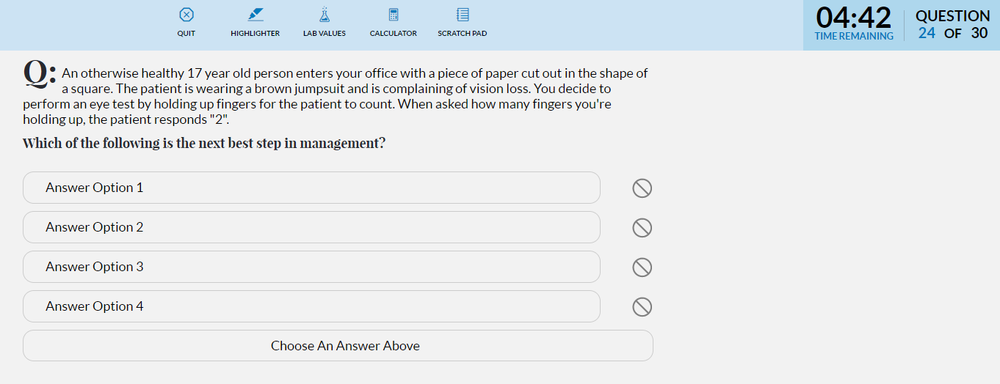 QUIT
HIGHLIGHTER
LAB VALUES
CALCULATOR
SCRATCH PAD
04:42
TIME REMAINING
QUESTION
24 OF 30
Q: An otherwise healthy 17 year old person enters your office with a piece of paper cut out in the shape of
a square. The patient is wearing a brown jumpsuit and is complaining of vision loss. You decide to
perform an eye test by holding up fingers for the patient to count. When asked how many fingers you're
holding up, the patient responds "2".
Which of the following is the next best step in management?
Answer Option 1
Answer Option 2
Answer Option 3
Answer Option 4
Choose An Answer Above